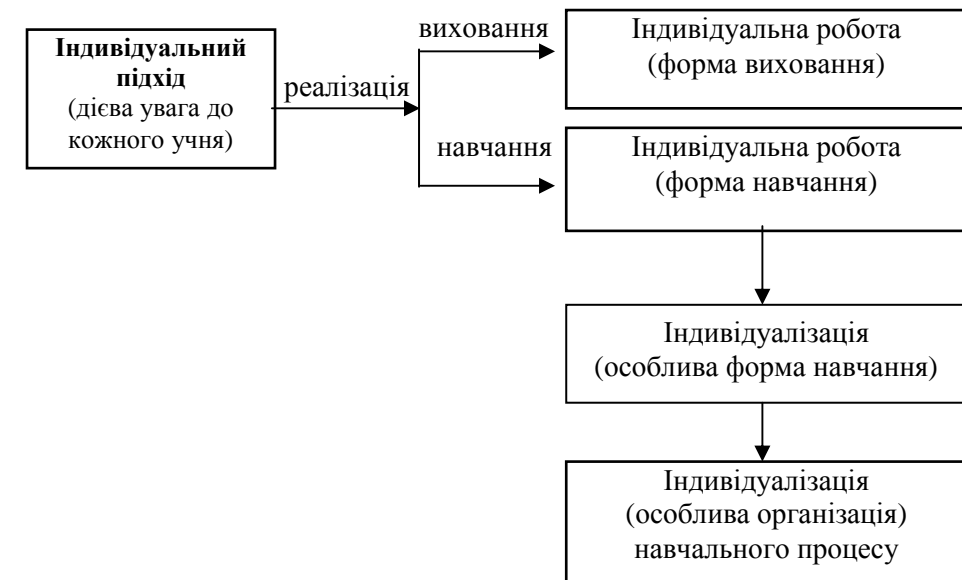 Індивідуальний
підхід
(дієва увага до
кожного учня)
реалізація
виховання
Індивідуальна робота
(форма виховання)
навчання
Індивідуальна робота
(форма навчання)
Індивідуалізація
(особлива форма навчання)
Індивідуалізація
(особлива організація)
навчального процесу